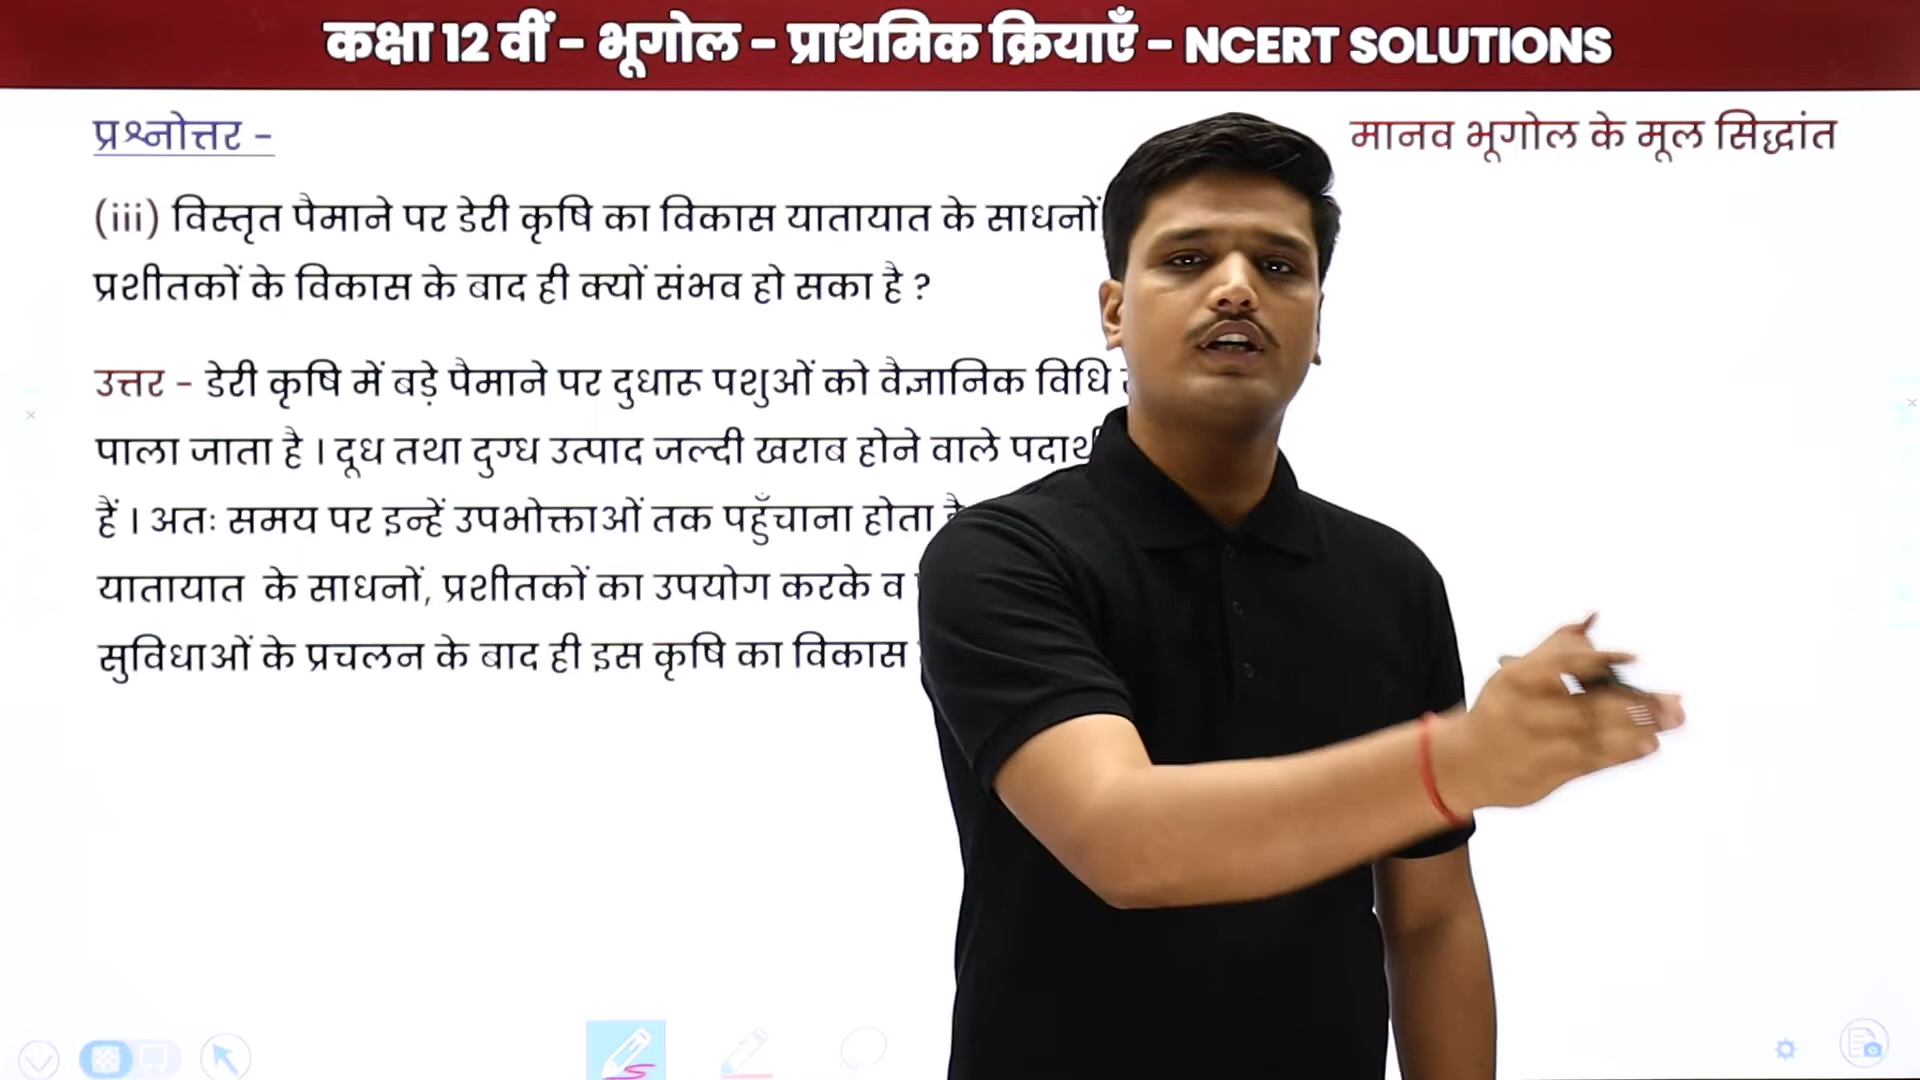 कक्षा 12 वीं - भूगोल - प्राथमिक क्रियाएँ - NCERT SOLUTIONS
प्रश्नोत्तर -
मानव भूगोल के मूल सिद्धांत
(iii) विस्तृत पैमाने पर डेरी कृषि का विकास यातायात के साधनों
प्रशीतकों के विकास के बाद ही क्यों संभव हो सका है ?
उत्तर - डेरी कृषि में बड़े पैमाने पर दुधारू पशुओं को वैज्ञानिक विधि
पाला जाता है । दूध तथा दुग्ध उत्पाद जल्दी खराब होने वाले
हैं । अतः समय पर इन्हें उपभोक्ताओं तक पहुँचाना होता
यातायात के साधनों, प्रशीतकों का उपयोग करके व
सुविधाओं के प्रचलन के बाद ही इस कृषि का विकास